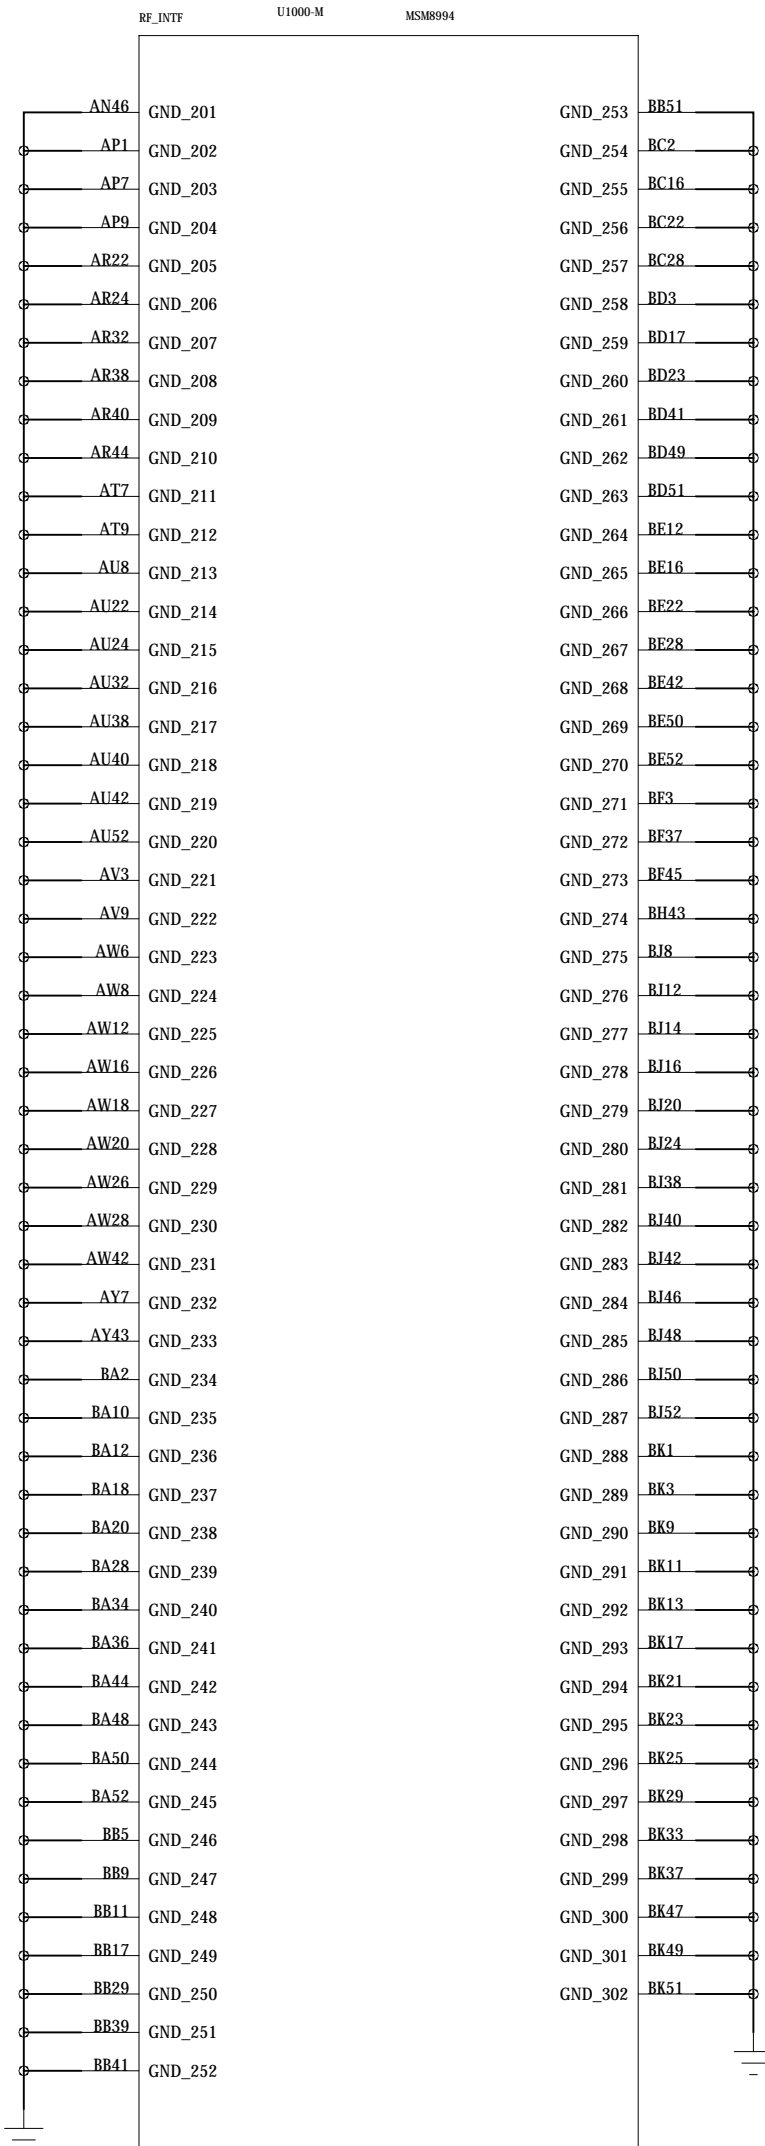 RF_INTF U1000-M MSM8994
AN46 GND_201 GND_253 BB51
AP1 GND_202 GND_254 BC2
AP7 GND_203 GND_255 BC16
AP9 GND_204 GND_256 BC22
AR22 GND_205 GND_257 BC28
AR24 GND_206 GND_258 BD3
AR32 GND_207 GND_259 BD17
AR38 GND_208 GND_260 BD23
AR40 GND_209 GND_261 BD41
AR44 GND_210 GND_262 BD49
AT7 GND_211 GND_263 BD51
AT9 GND_212 GND_264 BE12
AU8 GND_213 GND_265 BE16
AU22 GND_214 GND_266 BE22
AU24 GND_215 GND_267 BE28
AU32 GND_216 GND_268 BE42
AU38 GND_217 GND_269 BE50
AU40 GND_218 GND_270 BE52
AU42 GND_219 GND_271 BF3
AU52 GND_220 GND_272 BF37
AV3 GND_221 GND_273 BF45
AV9 GND_222 GND_274 BH43
AW6 GND_223 GND_275 BJ8
AW8 GND_224 GND_276 BJ12
AW12 GND_225 GND_277 BJ14
AW16 GND_226 GND_278 BJ16
AW18 GND_227 GND_279 BJ20
AW20 GND_228 GND_280 BJ24
AW26 GND_229 GND_281 BJ38
AW28 GND_230 GND_282 BJ40
AW42 GND_231 GND_283 BJ42
AY7 GND_232 GND_284 BJ46
AY43 GND_233 GND_285 BJ48
BA2 GND_234 GND_286 BJ50
BA10 GND_235 GND_287 BJ52
BA12 GND_236 GND_288 BK1
BA18 GND_237 GND_289 BK3
BA20 GND_238 GND_290 BK9
BA28 GND_239 GND_291 BK11
BA34 GND_240 GND_292 BK13
BA36 GND_241 GND_293 BK17
BA44 GND_242 GND_294 BK21
BA48 GND_243 GND_295 BK23
BA50 GND_244 GND_296 BK25
BA52 GND_245 GND_297 BK29
BB5 GND_246 GND_298 BK33
BB9 GND_247 GND_299 BK37
BB11 GND_248 GND_300 BK47
BB17 GND_249 GND_301 BK49
BB29 GND_250 GND_302 BK51
BB39 GND_251
BB41 GND_252